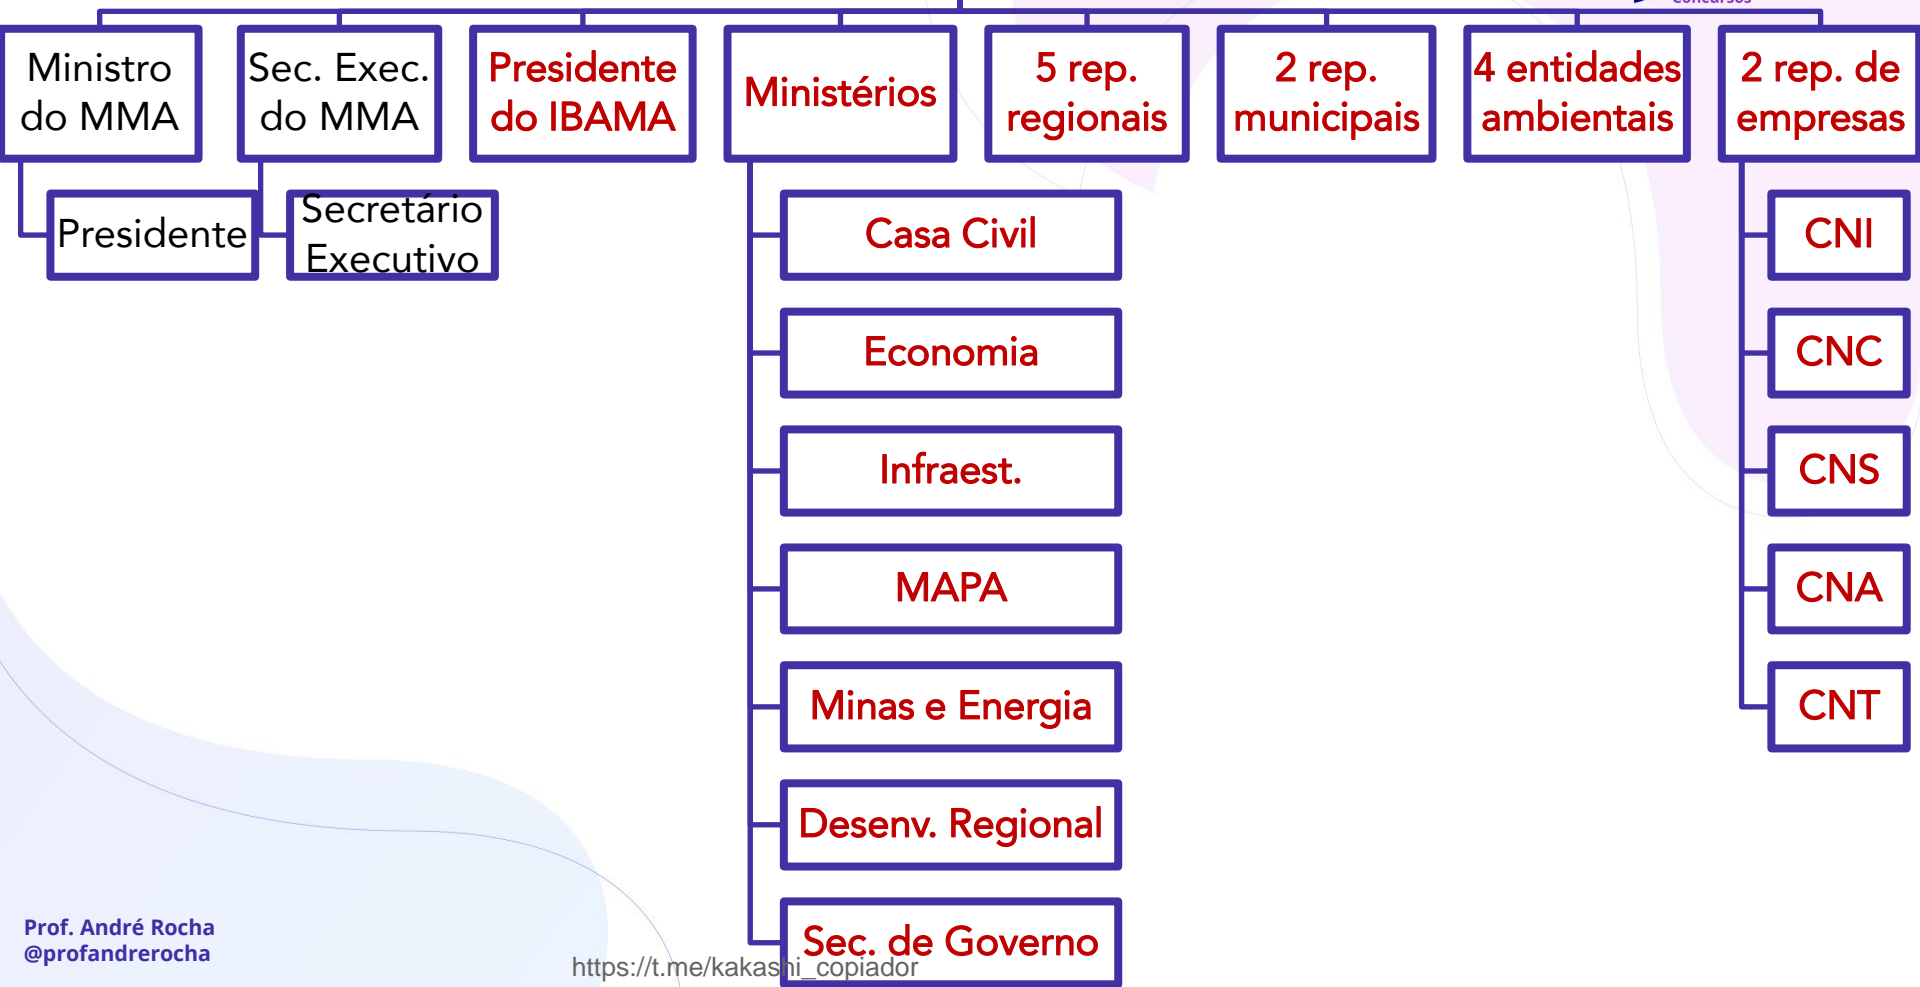 concursos
Ministro
do MMA
Sec. Exec.
do MMA
Presidente
do IBAMA
Ministérios
5 rep.
regionais
2 rep.
municipais
4 entidades
ambientais
2 rep. de
empresas
Presidente
Secretário
Executivo
Casa Civil
Economia
Infraest.
MAPA
Minas e Energia
Desenv. Regional
Sec. de Governo
CNI
CNC
CNS
CNA
CNT
Prof. André Rocha
@profandrerocha
https://t.me/kakashi_copiador